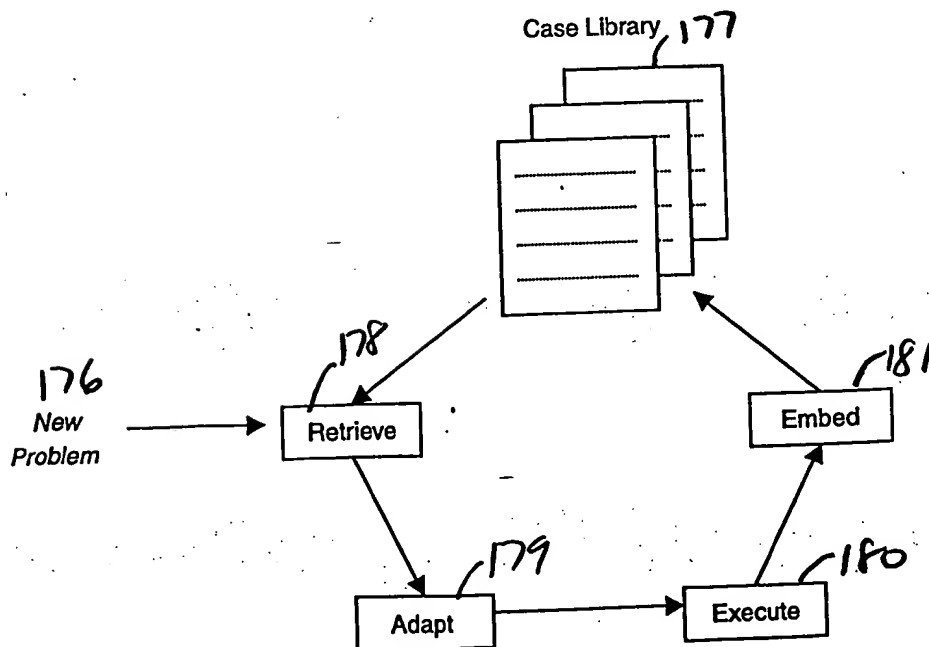 Case Library 177
178
176
New
Problem
Retrieve
181
Embed
179
Adapt
180
Execute